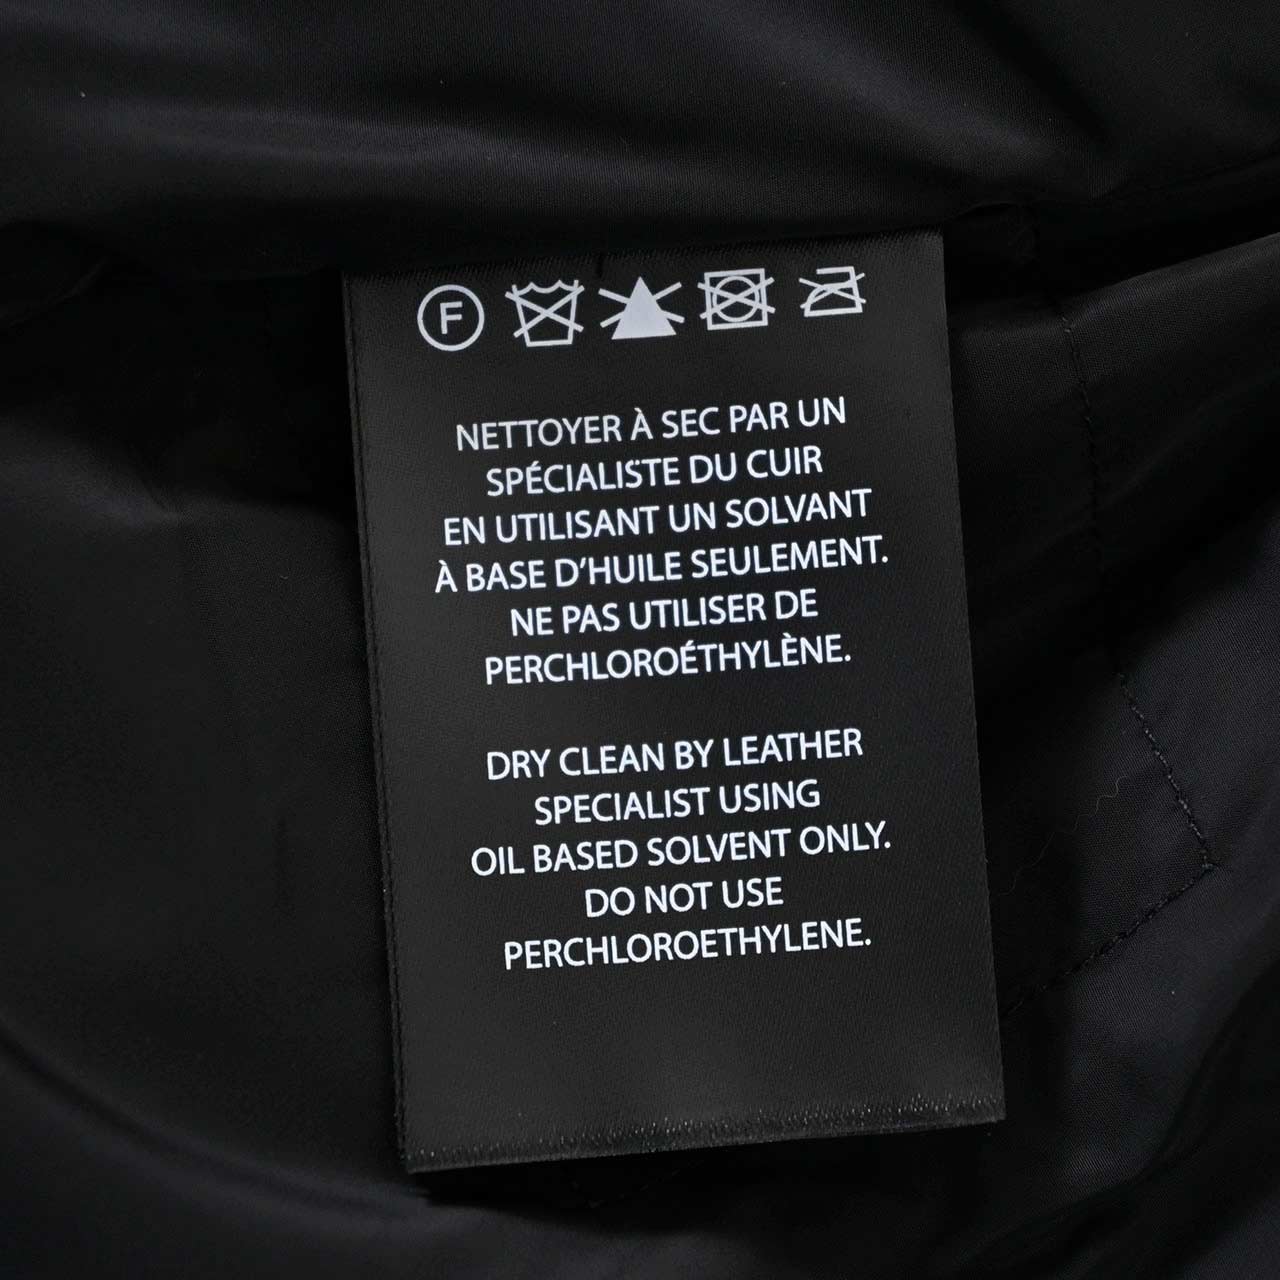 F
NETTOYER À SEC PAR UN
SPÉCIALISTE DU CUIR
EN UTILISANT UN SOLVANT
À BASE D'HUILE SEULEMENT.
NE PAS UTILISER DE
PERCHLOROÉTHYLÈNE.
DRY CLEAN BY LEATHER
SPECIALIST USING
OIL BASED SOLVENT ONLY.
DO NOT USE
PERCHLOROETHYLENE.